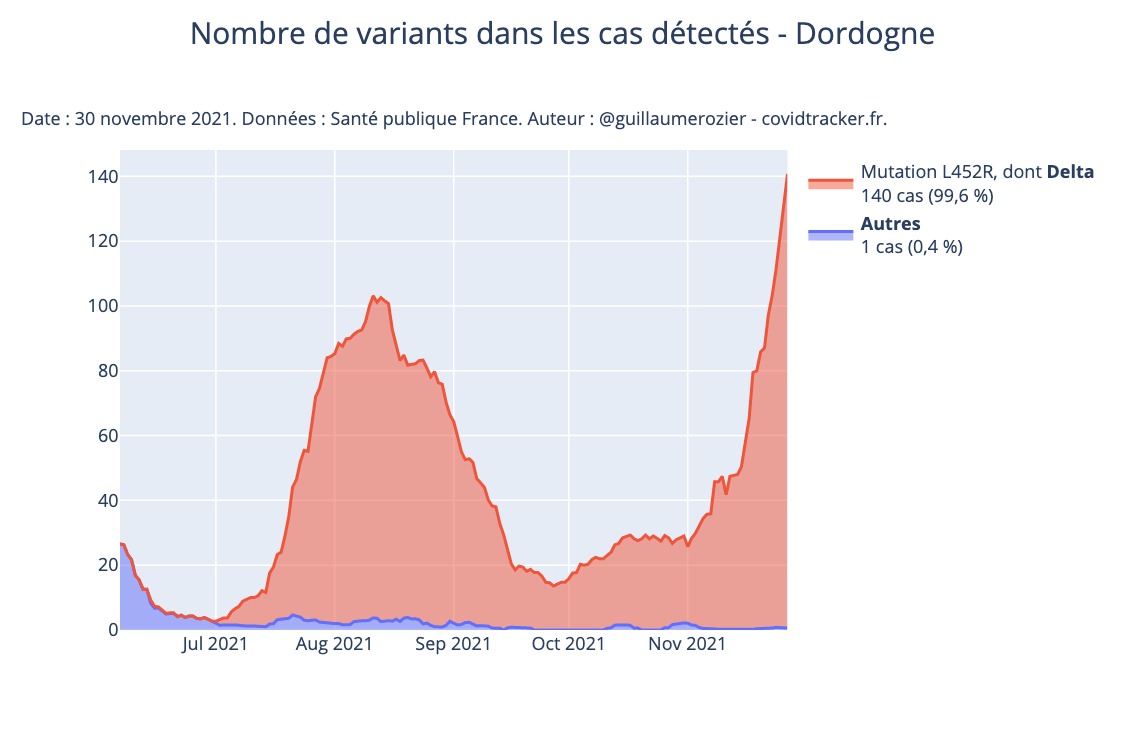 Nombre de variants dans les cas détectés - Dordogne
Date : 30 novembre 2021. Données : Santé publique France. Auteur : @guillaumerozier - covidtracker.fr.
Mutation L452R, dont Delta
140 cas (99,6 %)
Autres
1 cas (0,4 %)
140
120
100
80
60
40
20
0
Jul 2021 Aug 2021 Sep 2021 Oct 2021 Nov 2021